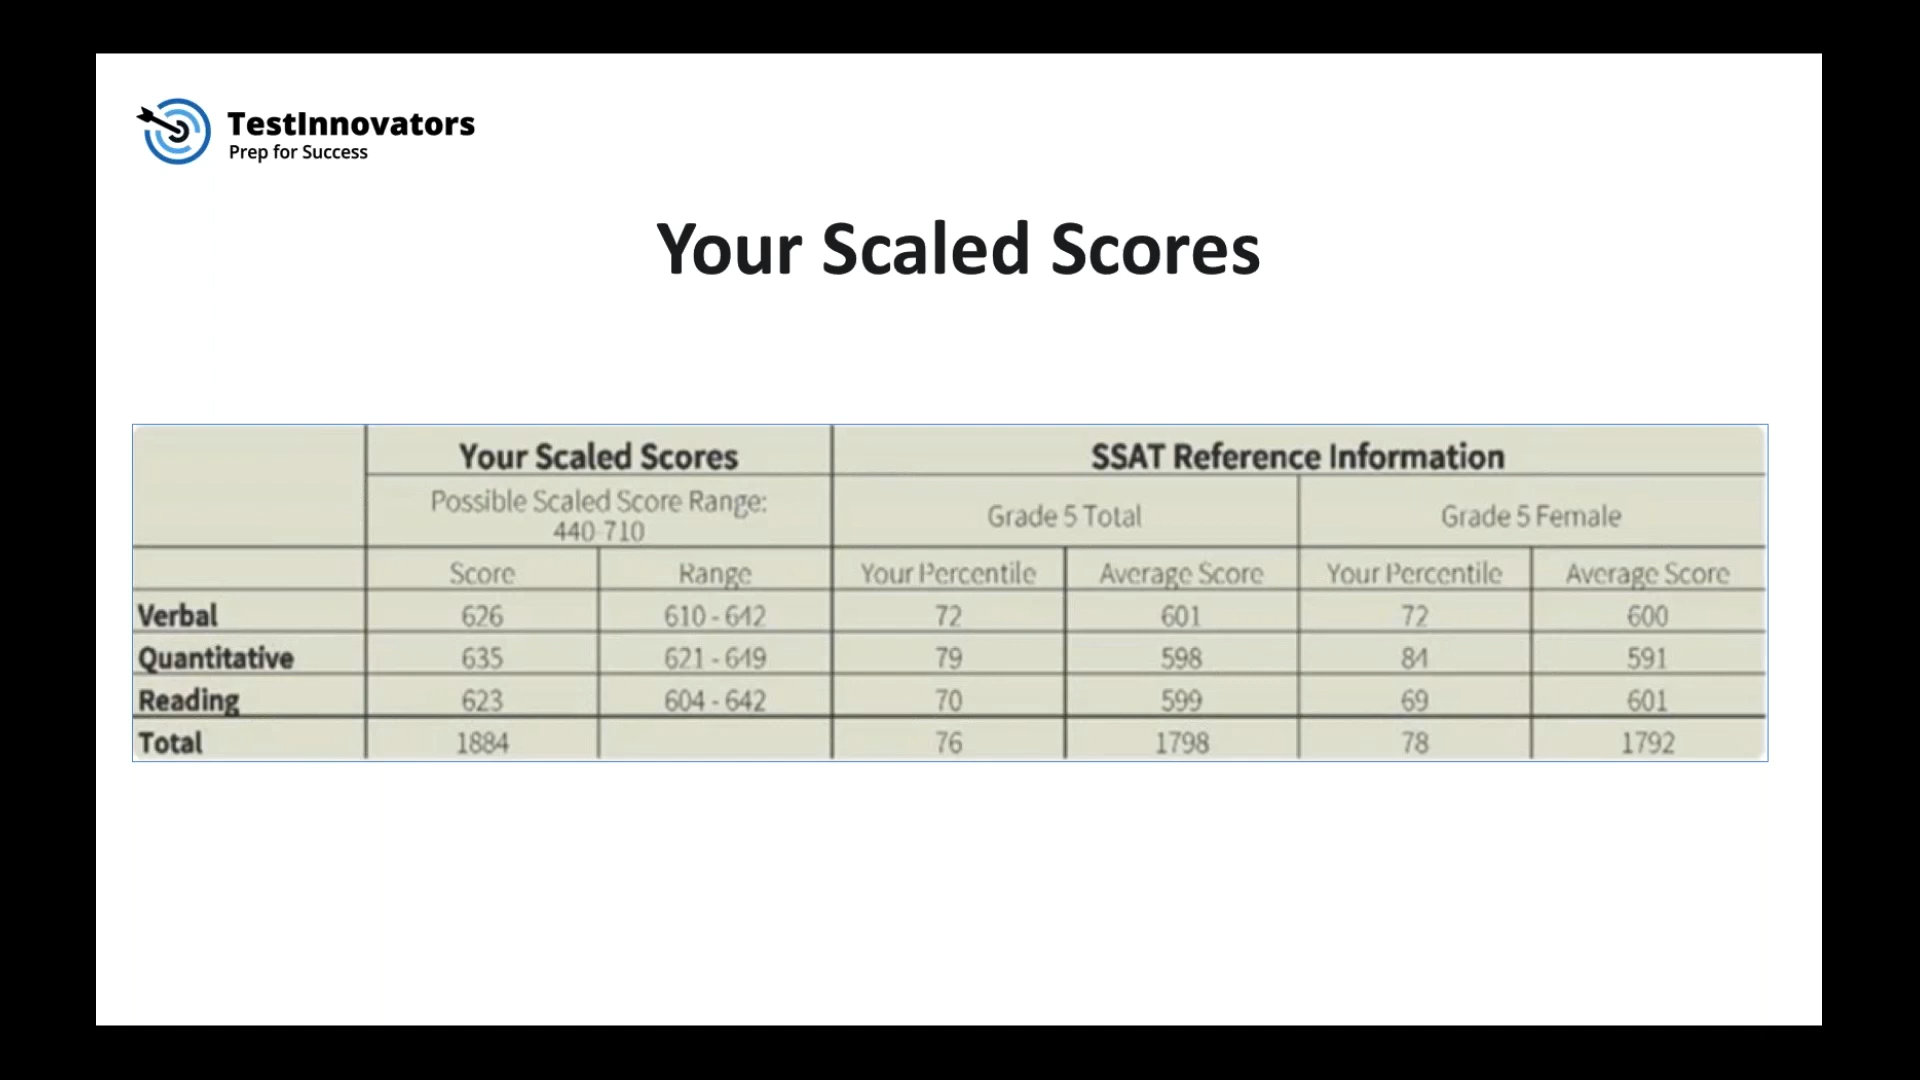 TestInnovators
Prep for Success
Your Scaled Scores
Your Scaled Scores SSAT Reference Information
Possible Scaled Score Range:
440-710 Grade 5 Total Grade 5 Female
Score Range Your Percentile Average Score Your Percentile Average Score
Verbal 626 610 - 642 72 601 72 600
Quantitative 635 621 - 649 79 598 84 591
Reading 623 604 - 642 70 599 69 601
Total 1884 76 1798 78 1792